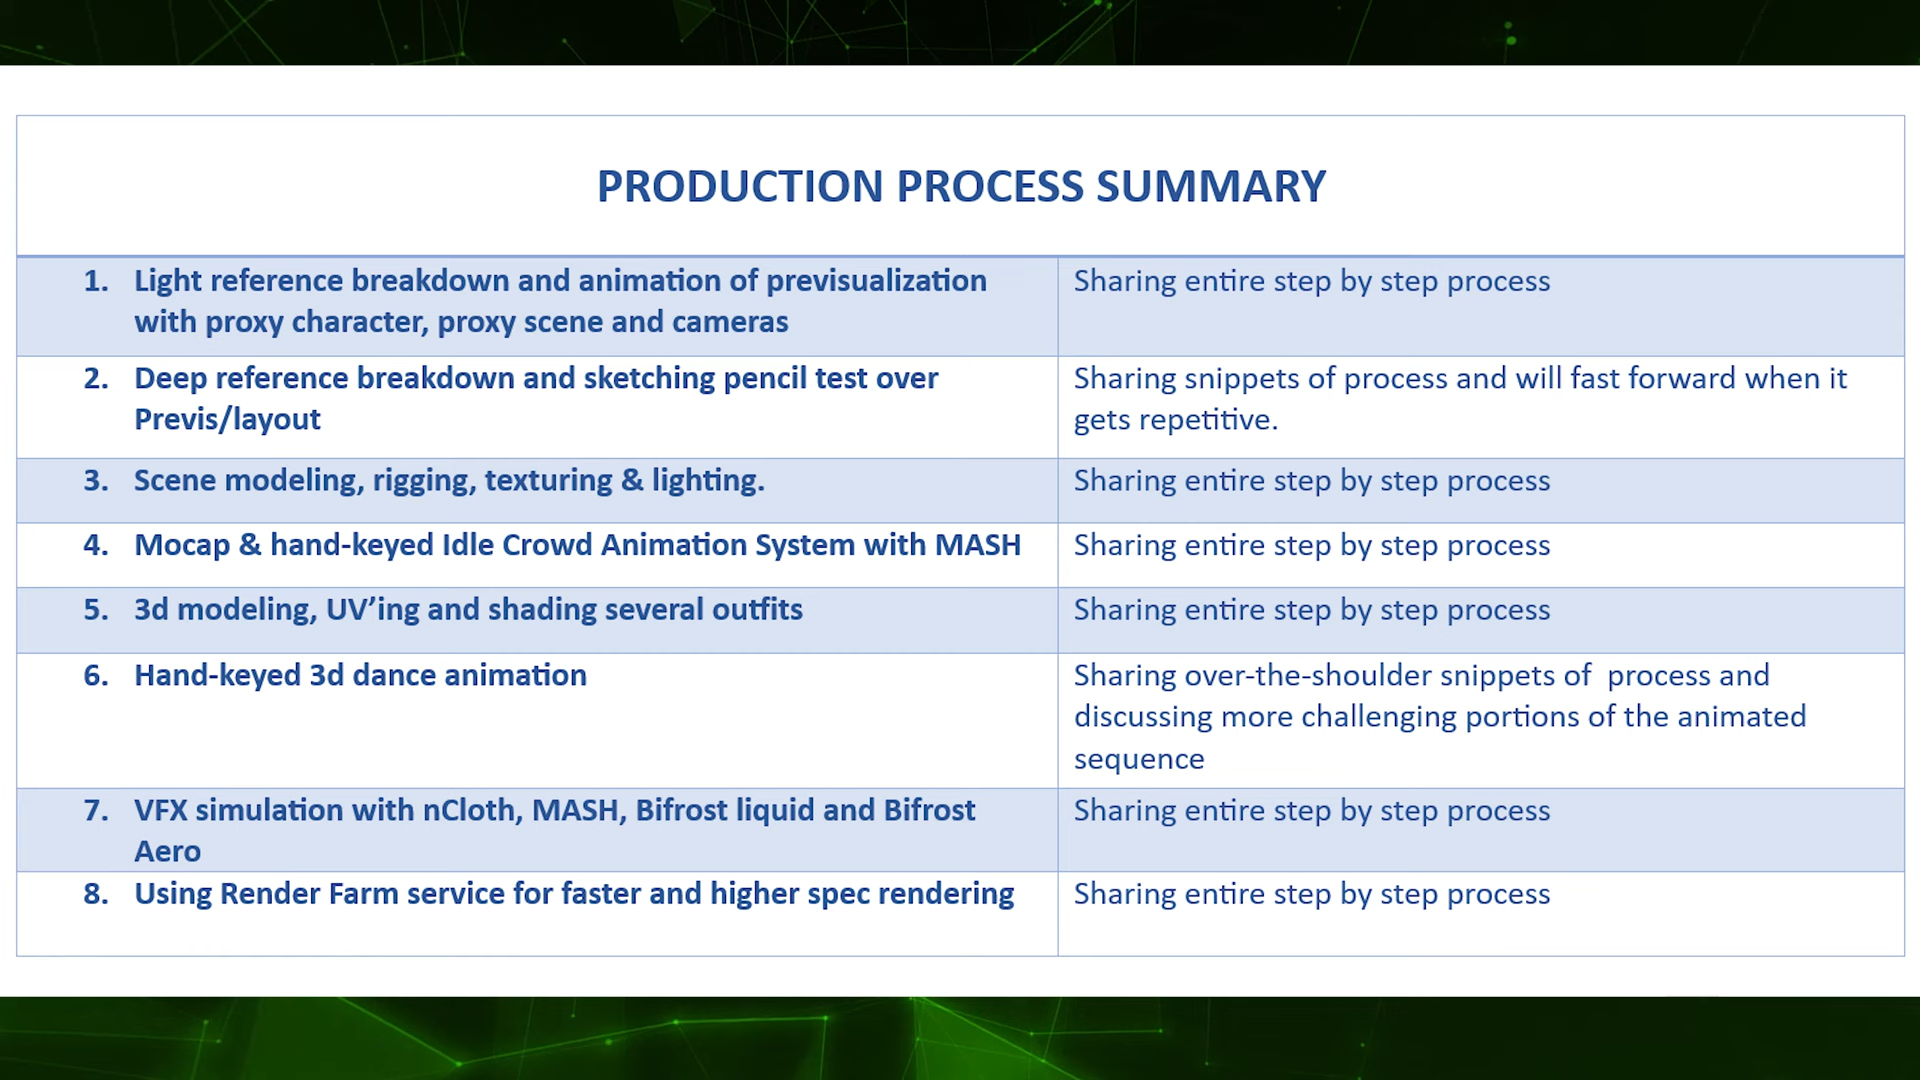 PRODUCTION PROCESS SUMMARY
1. Light reference breakdown and animation of previsualization
with proxy character, proxy scene and cameras
Sharing entire step by step process
2. Deep reference breakdown and sketching pencil test over
Previs/layout
Sharing snippets of process and will fast forward when it
gets repetitive.
3. Scene modeling, rigging, texturing & lighting.
Sharing entire step by step process
4. Mocap & hand-keyed Idle Crowd Animation System with MASH
Sharing entire step by step process
5. 3d modeling, UV’ing and shading several outfits
Sharing entire step by step process
6. Hand-keyed 3d dance animation
Sharing over-the-shoulder snippets of  process and
discussing more challenging portions of the animated
sequence
7. VFX simulation with nCloth, MASH, Bifrost liquid and Bifrost
Aero
Sharing entire step by step process
8. Using Render Farm service for faster and higher spec rendering
Sharing entire step by step process